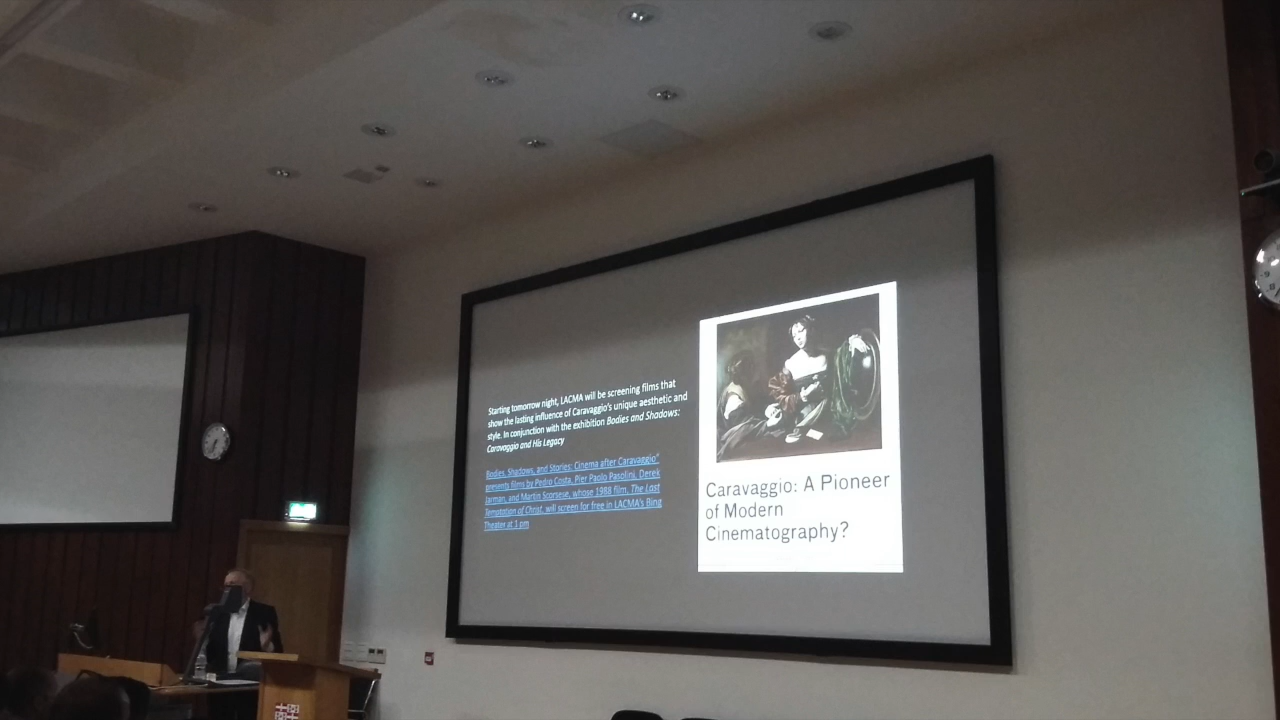 Starting tomorrow night, LACMA will be screening films that
show the lasting influence of Caravaggio's unique aesthetic and
style. In conjunction with the exhibition Bodies and Shadows:
Caravaggio and His Legacy
Bodies, Shadows, and Stories: Cinema after Caravaggio"
presents films by Pedro Costa, Pier Paolo Pasolini, Derek
Jarman, and Martin Scorsese, whose 1988 film, The Last
Temptation of Christ, will screen for free in LACMA's Bing
Theater at 1 pm
Caravaggio: A Pioneer
of Modern
Cinematography?